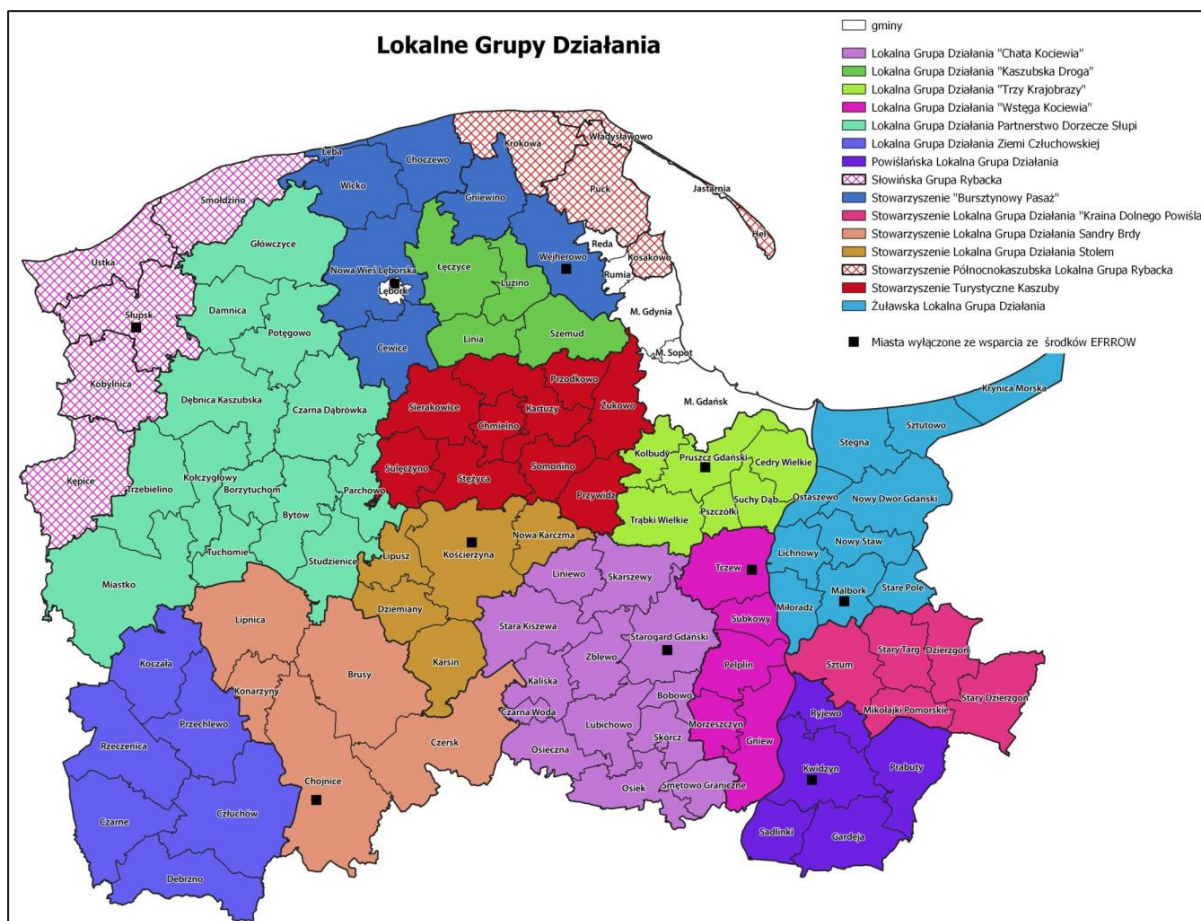 Lokalne Grupy Działania
gminy
Lokalna Grupa Działania "Chata Kociewia"
Lokalna Grupa Działania "Kaszubska Droga"
Lokalna Grupa Działania "Trzy Krajobrazy"
Lokalna Grupa Działania "Wstęga Kociewia"
Lokalna Grupa Działania Partnerstwo Dorzecze Słupi
Lokalna Grupa Działania Ziemi Człuchowskiej
Powiślańska Lokalna Grupa Działania
Słowińska Grupa Rybacka
Stowarzyszenie "Bursztynowy Pasaż"
Stowarzyszenie Lokalna Grupa Działania "Kraina Dolnego Powiśla
Stowarzyszenie Lokalna Grupa Działania Sandry Brdy
Stowarzyszenie Lokalna Grupa Działania Stolem
Stowarzyszenie Północnokaszubska Lokalna Grupa Rybacka
Stowarzyszenie Turystyczne Kaszuby
Żuławska Lokalna Grupa Działania
Miasta wyłączone ze wsparcia ze środków EFRROW
Władysławowo
Krokowa
Łeba
Choczewo
Wicko
Gniewino
Puck
Jastarnia
Smołdzino
Hel
Główczyce
Reda
Kosakowo
Ustka
Wejherowo
Nowa Wieś Lęborska
Łęczyce
Rumia
Luzino
Lębork
Damnica
M. Gdynia
Słupsk
Potęgowo
Linia
Szemud
Cewice
M. Sopot
Kobylnica
Przodkowo
Krynica Morska
Dębnica Kaszubska
Czarna Dąbrówka
Sierakowice
Kartuzy
Żukowo
M. Gdańsk
Chmielno
Sztutowo
Stegna
Kolbudy
Pruszcz Gdański
Cedry Wielkie
Sulęczyno
Somonino
Stężyca
Kępice
Trzebielino
Kołczygłowy
Borzytuchom
Parchowo
Przywidz
Suchy Dąb
Ostaszewo
Nowy Dwór Gdański
Bytów
Trąbki Wielkie
Pszczółki
Nowa Karczma
Nowy Staw
Tuchomie
Studzienice
Lipusz
Kościerzyna
Lichnowy
Miastko
Liniewo
Skarszewy
Tczew
Malbork
Stare Pole
Miłoradz
Dziemiany
Subkowy
Lipnica
Stara Kiszewa
Starogard Gdański
Koczała
Zblewo
Pelplin
Sztum
Stary Targ
Dzierzgoń
Brusy
Karsin
Konarzyny
Kaliska
Bobowo
Stary Dzierzgoń
Przechlewo
Czarna Woda
Mikołajki Pomorskie
Ryjewo
Lubichowo
Morzeszczyn
Rzeczenica
Czersk
Skórcz
Gniew
Osieczna
Kwidzyn
Prabuty
Chojnice
Osiek
Smętowo Graniczne
Człuchów
Czarne
Sadlinki
Gardeja
Debrzno